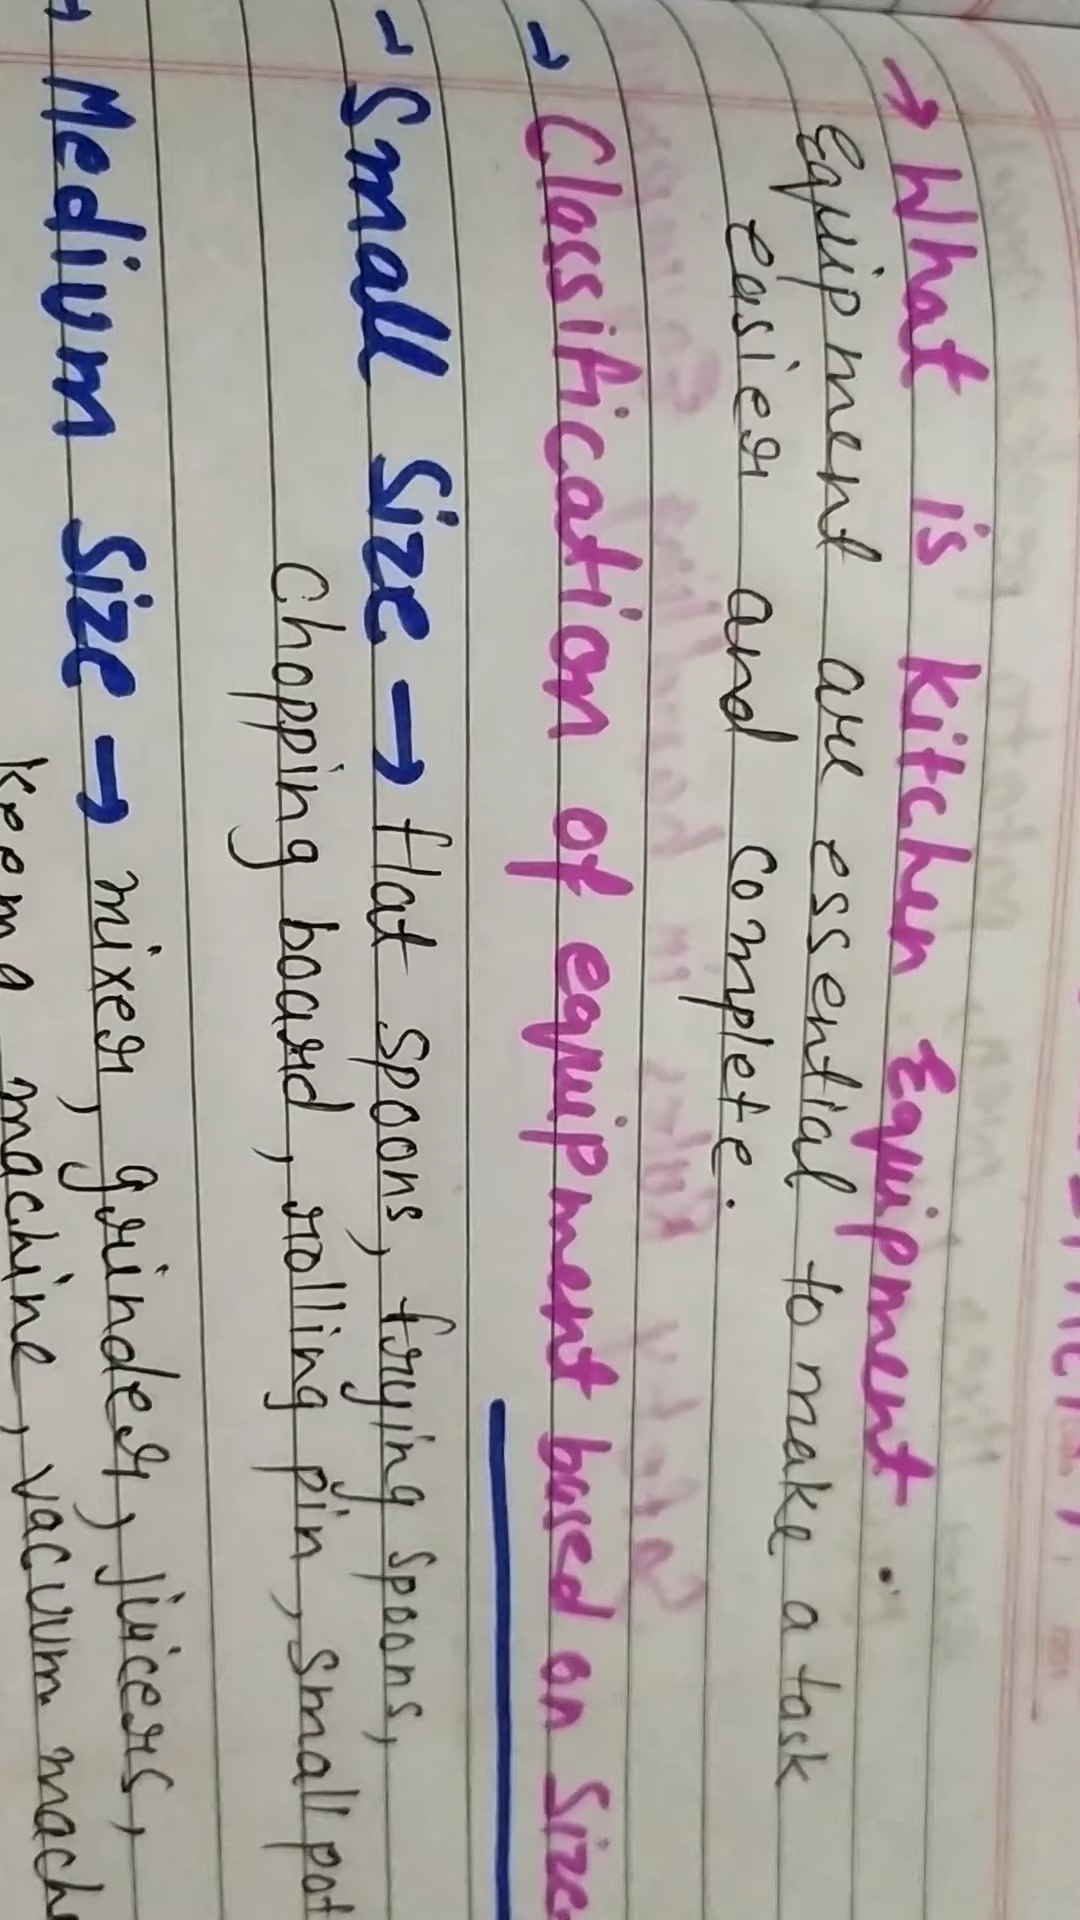 → What is kitchen Equipment.
Equipment are essential to make a task
easier and complete.
→ Classification of equipment based on Size
→ Small Size → flat spoons, frying spoons,
Chopping board, rolling pin, small pot
→ Medium Size → mixer, grinder, juicers,
keema machine, vacuum mach